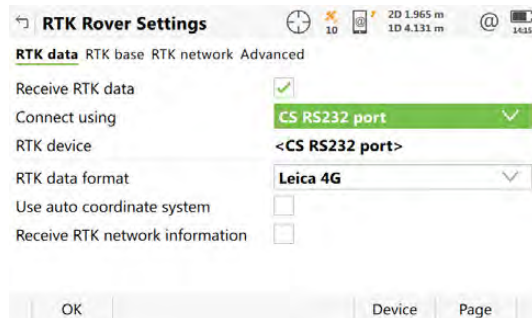 RTK Rover Settings
10
@
2D 1.965 m
1D 4.131 m
@
14:15
RTK data RTK base RTK network Advanced
Receive RTK data
Connect using CS RS232 port
RTK device <CS RS232 port>
RTK data format Leica 4G
Use auto coordinate system
Receive RTK network information
OK Device Page